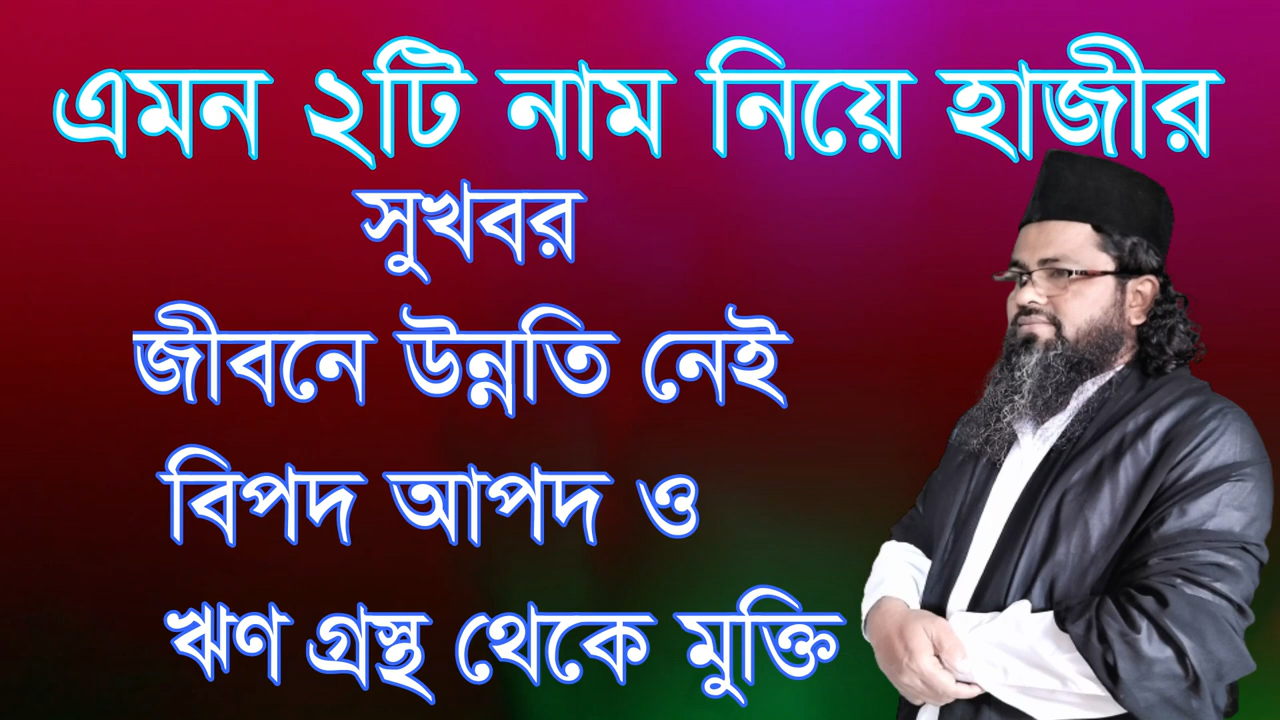 এমন ২টি নাম নিয়ে হাজীর
সুখবর
জীবনে উন্নতি নেই
বিপদ আপদ ও
ঋণ গ্রস্থ থেকে মুক্তি